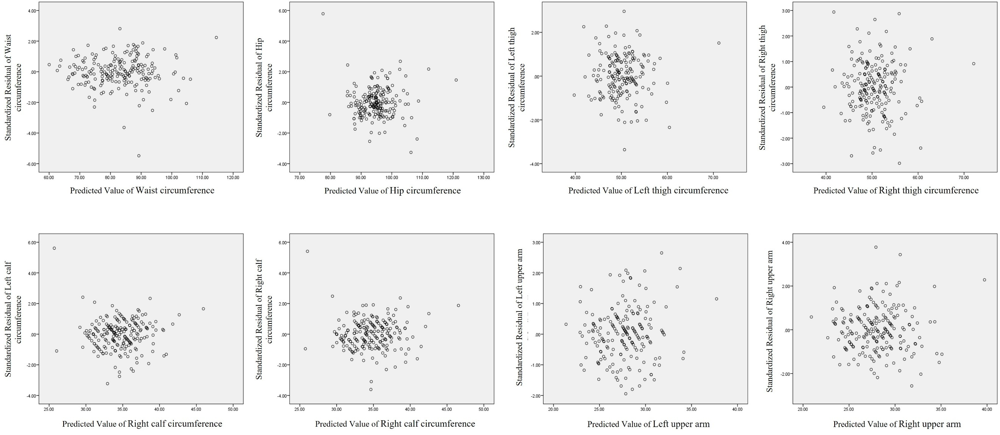 Standardized Residual of Waist
circumference
4.00
2.00
.00
-2.00
-4.00
-6.00
60.00 70.00 80.00 90.00 100.00 110.00 120.00
Predicted Value of Waist circumference
Standardized Residual of Hip
circumference
6.00
4.00
2.00
.00
-2.00
-4.00
70.00 80.00 90.00 100.00 110.00 120.00 130.00
Predicted Value of Hip circumference
Standardized Residual of Left thigh
circumference
2.00
.00
-2.00
-4.00
40.00 50.00 60.00 70.00
Predicted Value of Left thigh circumference
Standardized Residual of Right thigh
circumference
3.00
2.00
1.00
.00
-1.00
-2.00
-3.00
40.00 50.00 60.00 70.00
Predicted Value of Right thigh circumference
Standardized Residual of Left calf
circumference
6.00
4.00
2.00
.00
-2.00
-4.00
25.00 30.00 35.00 40.00 45.00 50.00
Predicted Value of Right calf circumference
Standardized Residual of Right calf
circumference
6.00
4.00
2.00
.00
-2.00
-4.00
25.00 30.00 35.00 40.00 45.00 50.00
Predicted Value of Right calf circumference
Standardized Residual of Left upper arm
3.00
2.00
1.00
.00
-1.00
-2.00
20.00 25.00 30.00 35.00 40.00
Predicted Value of Left upper arm
Standardized Residual of Right upper arm
4.00
2.00
.00
-2.00
20.00 25.00 30.00 35.00 40.00
Predicted Value of Right upper arm